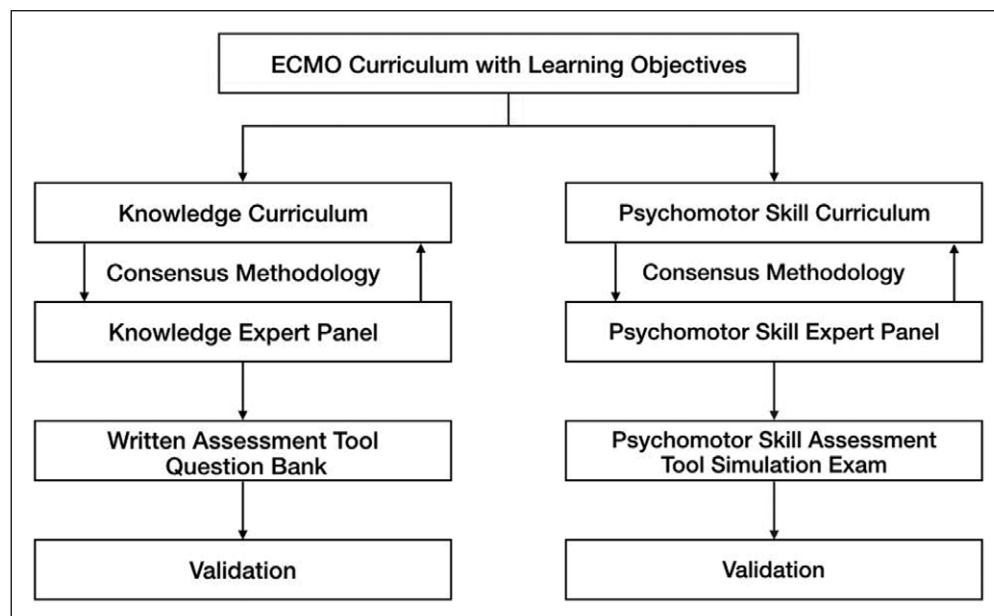 ECMO Curriculum with Learning Objectives
Knowledge Curriculum
Consensus Methodology
Knowledge Expert Panel
Written Assessment Tool
Question Bank
Validation
Psychomotor Skill Curriculum
Consensus Methodology
Psychomotor Skill Expert Panel
Psychomotor Skill Assessment
Tool Simulation Exam
Validation